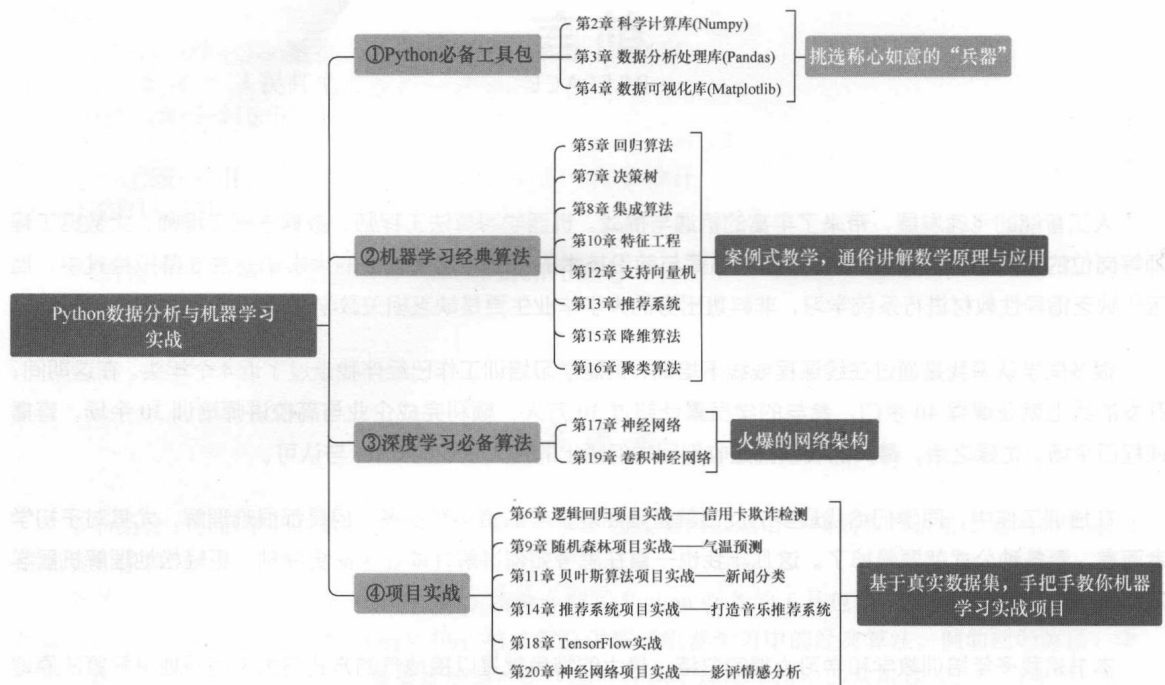 Python数据分析与机器学习
实战
①Python必备工具包
第2章 科学计算库(Numpy)
第3章 数据分析处理库(Pandas)
第4章 数据可视化库(Matplotlib)
挑选称心如意的“兵器”
②机器学习经典算法
第5章 回归算法
第7章 决策树
第8章 集成算法
第10章 特征工程
第12章 支持向量机
第13章 推荐系统
第15章 降维算法
第16章 聚类算法
案例式教学，通俗讲解数学原理与应用
③深度学习必备算法
第17章 神经网络
第19章 卷积神经网络
火爆的网络架构
④项目实战
第6章 逻辑回归项目实战——信用卡欺诈检测
第9章 随机森林项目实战——气温预测
第11章 贝叶斯算法项目实战——新闻分类
第14章 推荐系统项目实战——打造音乐推荐系统
第18章 TensorFlow实战
第20章 神经网络项目实战——影评情感分析
基于真实数据集，手把手教你机器
学习实战项目